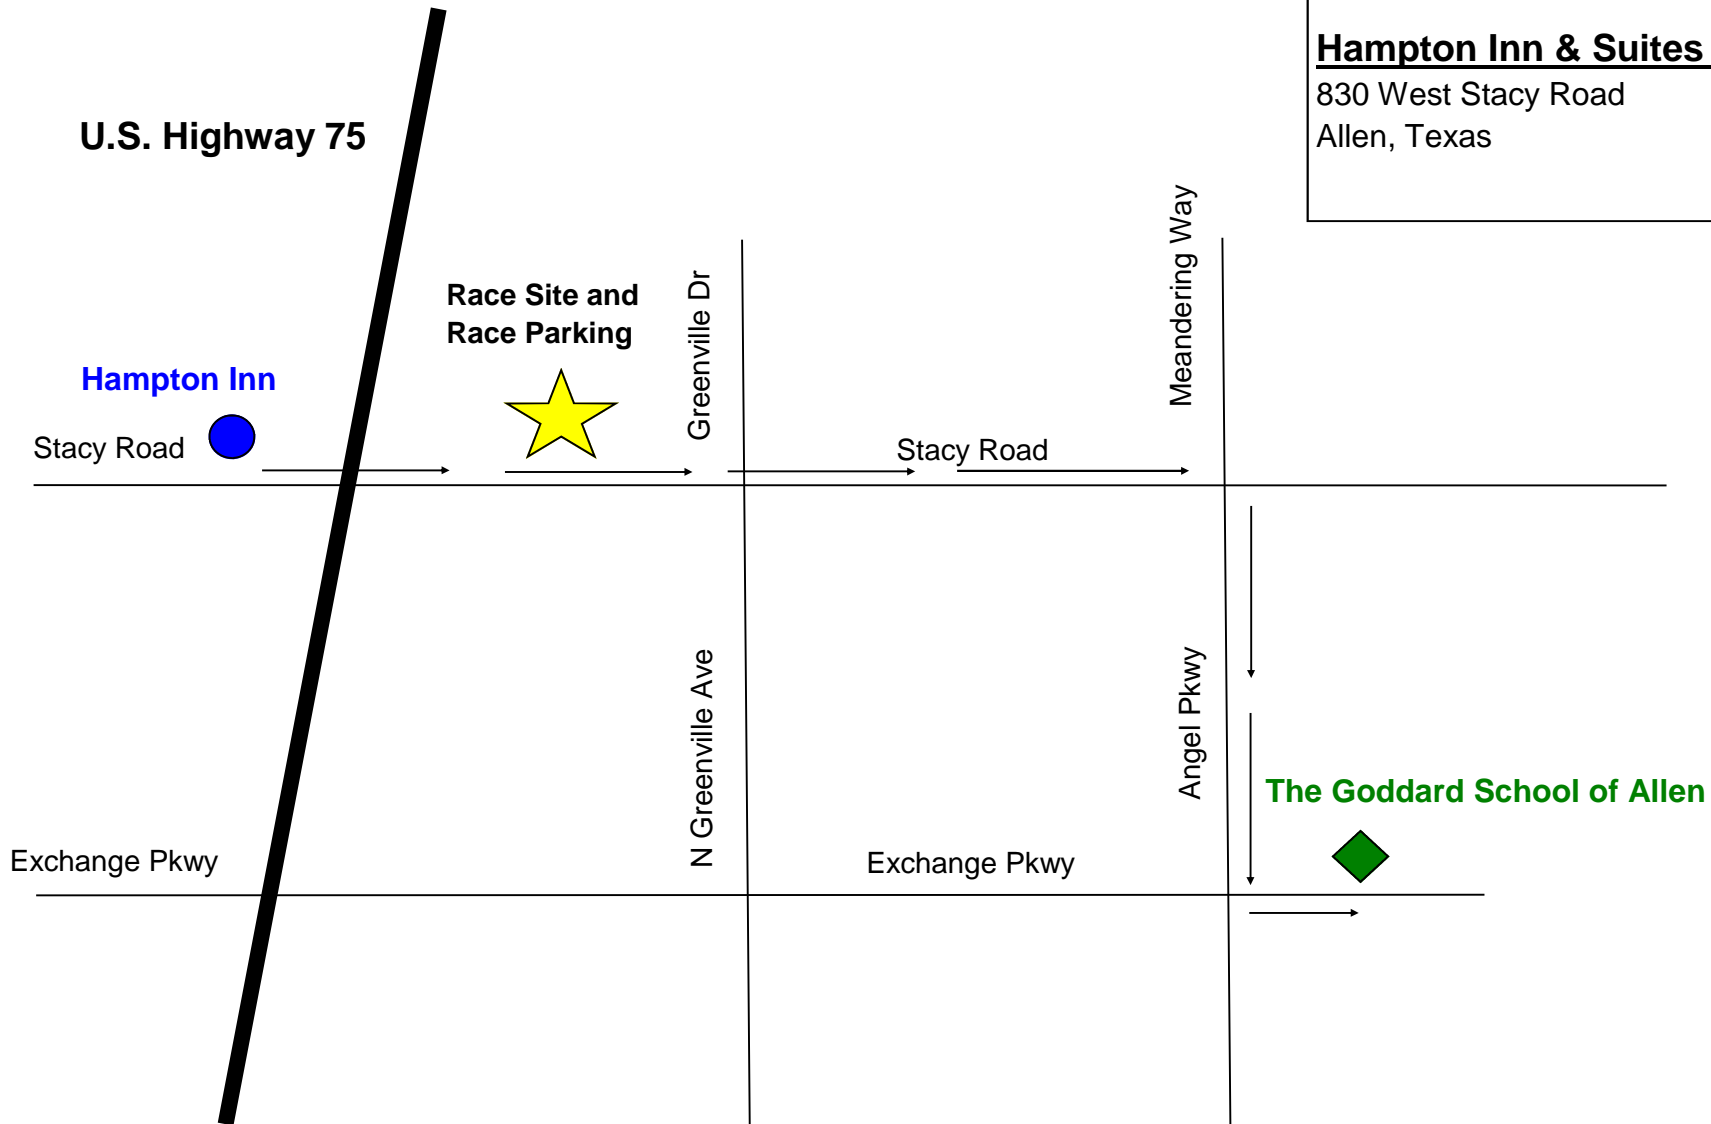 Hampton Inn & Suites
830 West Stacy Road
Allen, Texas
U.S. Highway 75
Race Site and
Race Parking
Greenville Dr
Meandering Way
Hampton Inn
Stacy Road
Stacy Road
N Greenville Ave
Angel Pkwy
The Goddard School of Allen
Exchange Pkwy
Exchange Pkwy